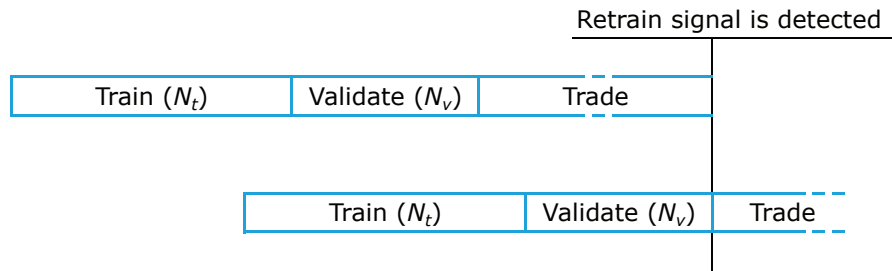 Retrain signal is detected
Train (Nt) Validate (Nv) Trade
Train (Nt) Validate (Nv) Trade